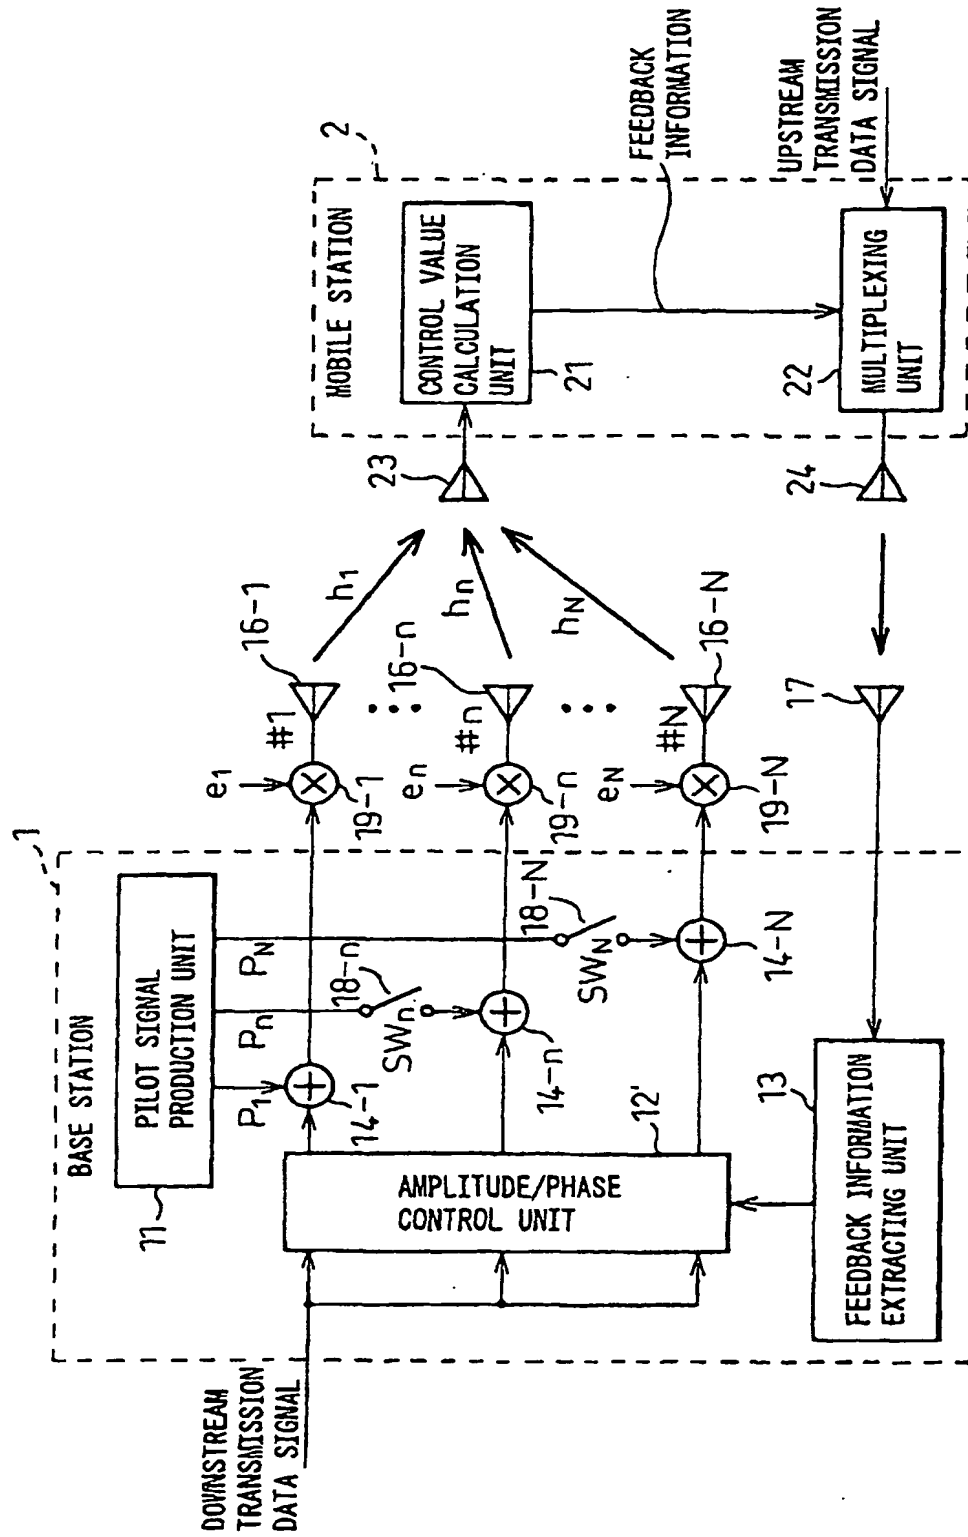 DOWNSTREAM
TRANSMISSION
DATA SIGNAL
BASE STATION
1
PILOT SIGNAL
PRODUCTION UNIT
11
P1
Pn
PN
AMPLITUDE/PHASE
CONTROL UNIT
12'
14-1
14-n
14-N
SWn
18-n
SWN
18-N
FEEDBACK INFORMATION
EXTRACTING UNIT
13
e1
19-1
#1
16-1
en
19-n
#n
16-n
eN
19-N
#N
16-N
17
h1
hn
hN
23
24
MOBILE STATION
2
CONTROL VALUE
CALCULATION
UNIT
21
FEEDBACK
INFORMATION
MULTIPLEXING
UNIT
22
UPSTREAM
TRANSMISSION
DATA SIGNAL